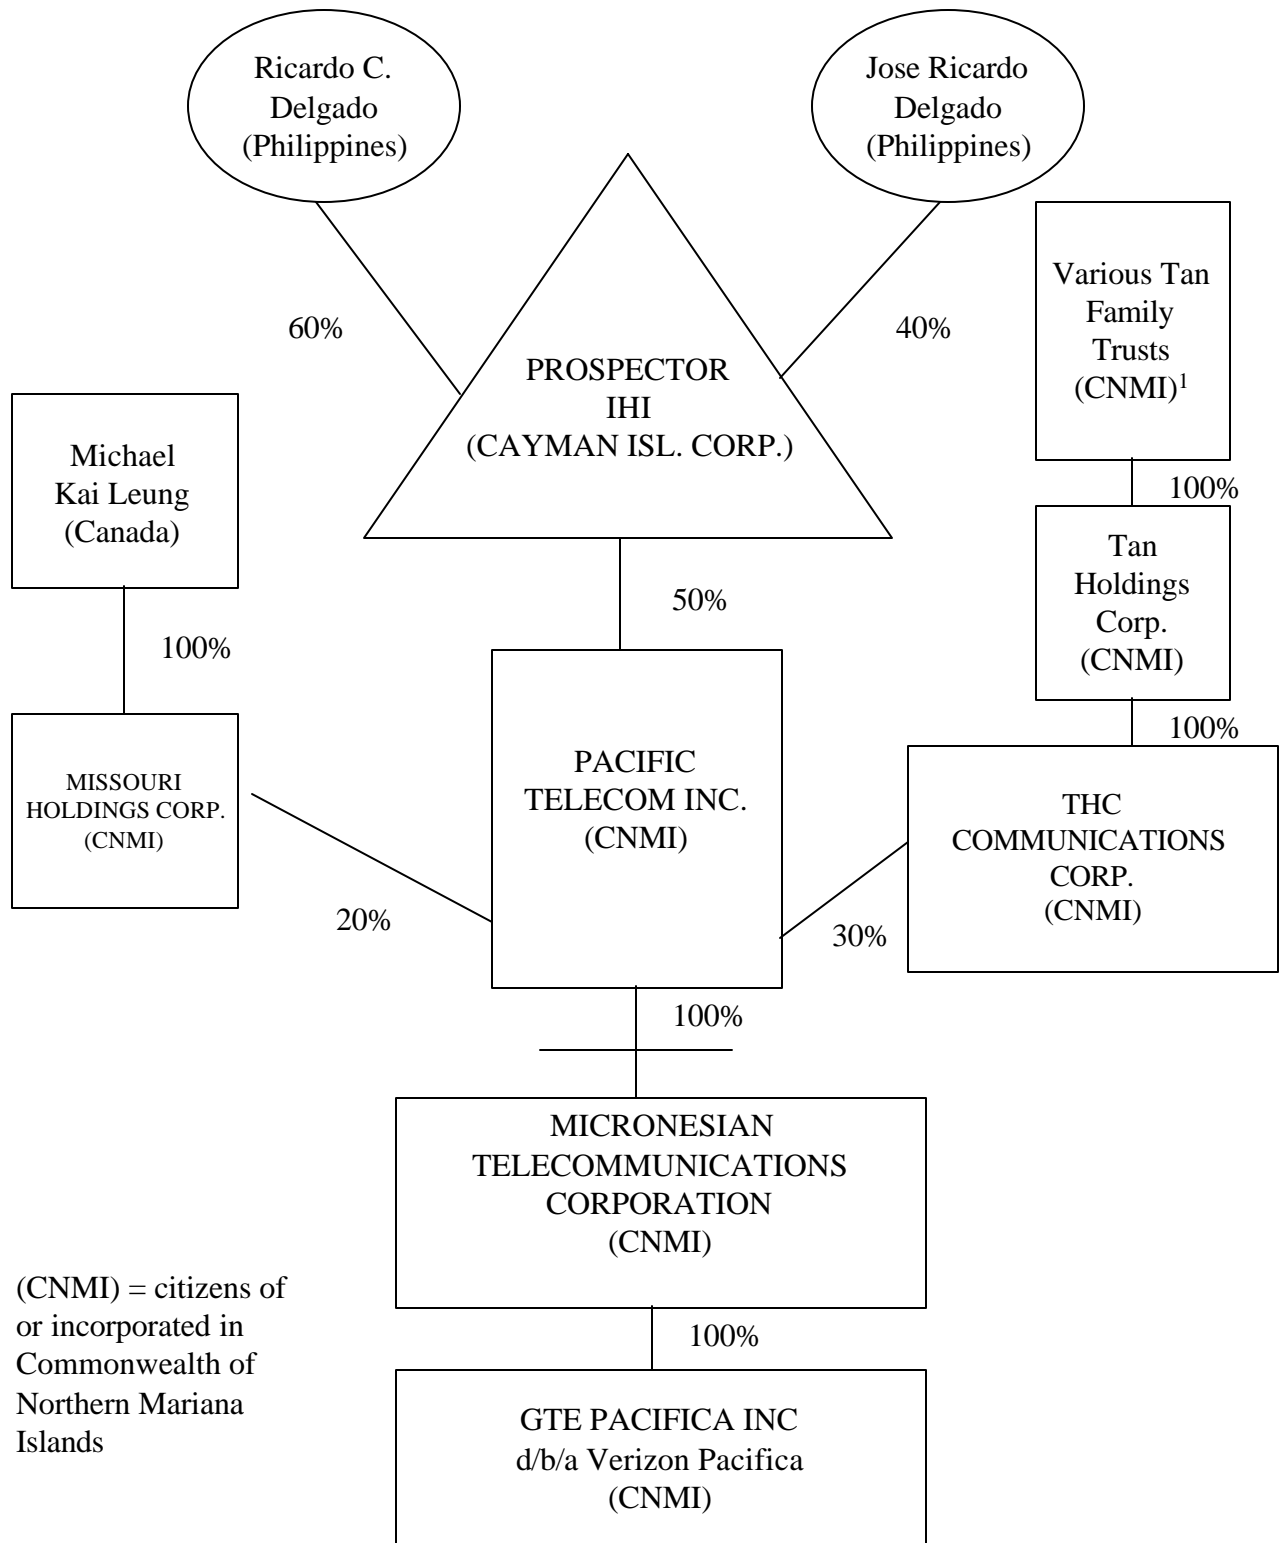 Ricardo C.
Delgado
(Philippines)
Jose Ricardo
Delgado
(Philippines)
60%
40%
Various Tan
Family
Trusts
(CNMI)1
100%
PROSPECTOR
IHI
(CAYMAN ISL. CORP.)
Michael
Kai Leung
(Canada)
100%
50%
Tan
Holdings
Corp.
(CNMI)
100%
MISSOURI
HOLDINGS CORP.
(CNMI)
20%
PACIFIC
TELECOM INC.
(CNMI)
THC
COMMUNICATIONS
CORP.
(CNMI)
30%
100%
MICRONESIAN
TELECOMMUNICATIONS
CORPORATION
(CNMI)
(CNMI) = citizens of
or incorporated in
Commonwealth of
Northern Mariana
Islands
100%
GTE PACIFICA INC
d/b/a Verizon Pacifica
(CNMI)